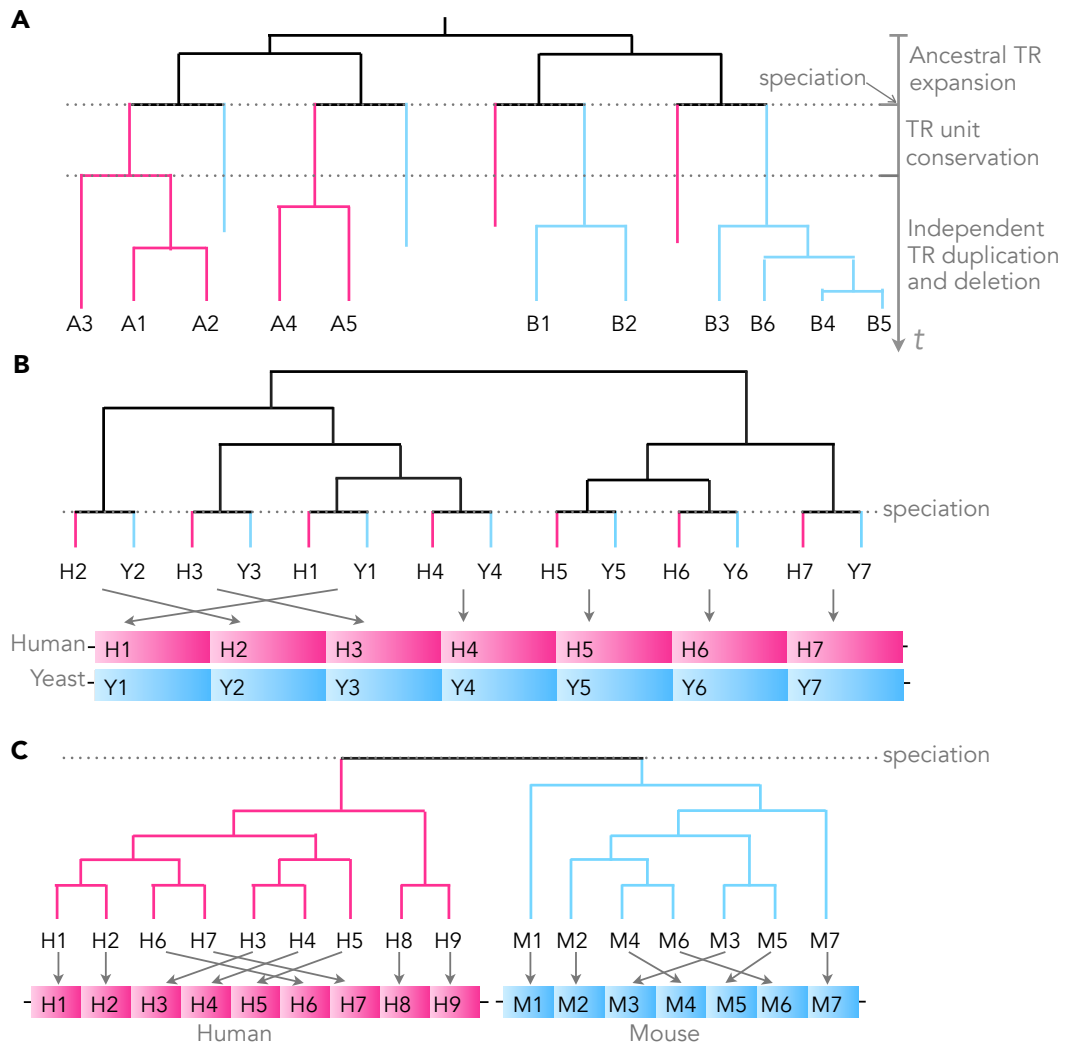 A
Ancestral TR
expansion
speciation
TR unit
conservation
Independent
TR duplication
and deletion
A3 A1 A2 A4 A5 B1 B2 B3 B6 B4 B5
t
B
speciation
H2 Y2 H3 Y3 H1 Y1 H4 Y4 H5 Y5 H6 Y6 H7 Y7
Human H1 H2 H3 H4 H5 H6 H7
Yeast Y1 Y2 Y3 Y4 Y5 Y6 Y7
C
speciation
H1 H2 H6 H7 H3 H4 H5 H8 H9 M1 M2 M4 M6 M3 M5 M7
H1 H2 H3 H4 H5 H6 H7 H8 H9 M1 M2 M3 M4 M5 M6 M7
Human Mouse